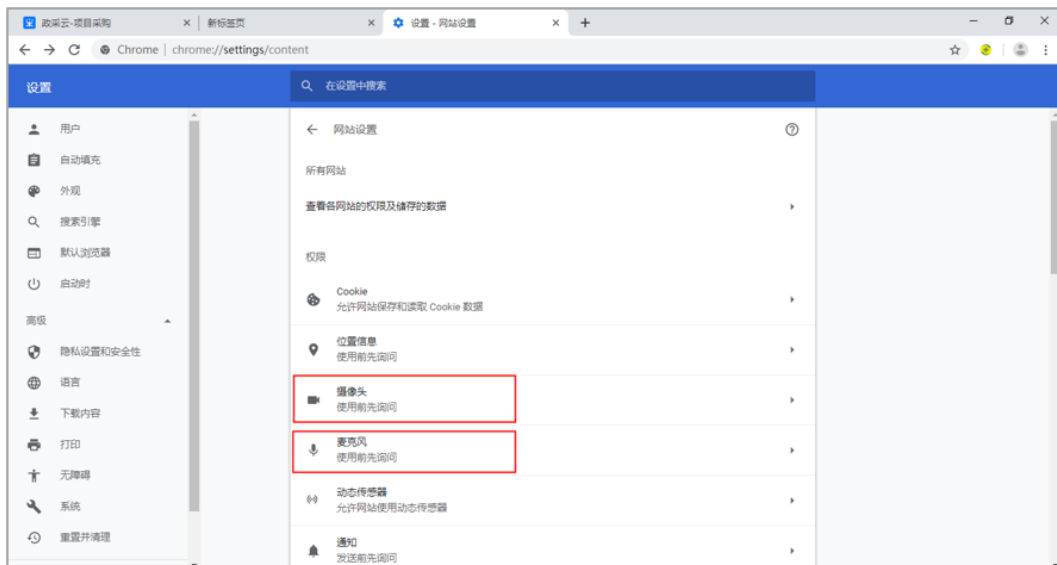 政采云-项目采购
新标签页
设置 - 网站设置
Chrome | chrome://settings/content
设置
在设置中搜索
用户
自动填充
外观
搜索引擎
默认浏览器
启动时
高级
隐私设置和安全性
语言
下载内容
打印
无障碍
系统
重置并清理
网站设置
所有网站
查看各网站的权限及储存的数据
权限
Cookie
允许网站保存和读取 Cookie 数据
位置信息
使用前先询问
摄像头
使用前先询问
麦克风
使用前先询问
动态传感器
允许网站使用动态传感器
通知
发送前先询问